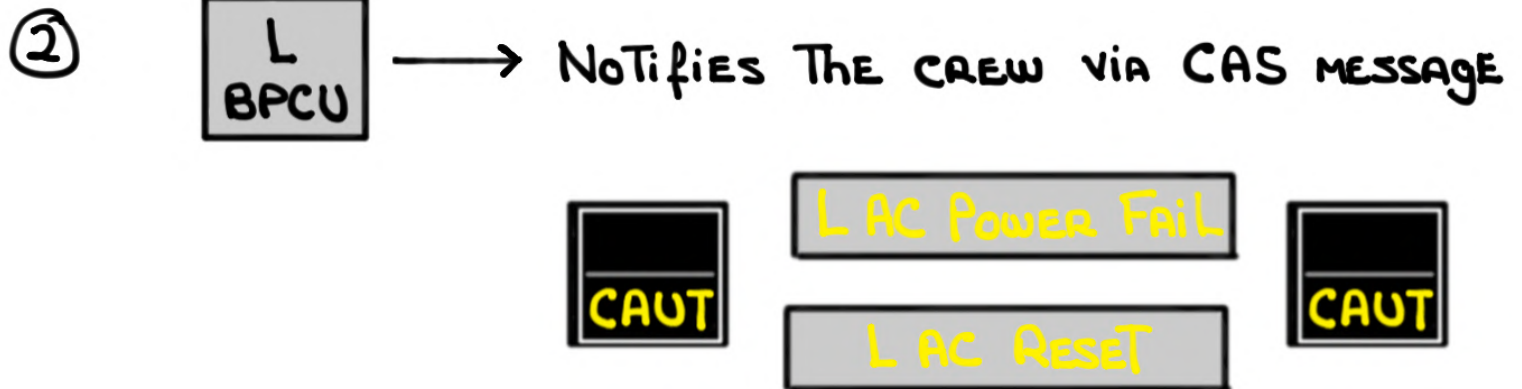 2
L
BPCU
NOTIFIES THE CREW VIA CAS MESSAGE
L AC POWER FAIL
CAUT
CAUT
L AC RESET